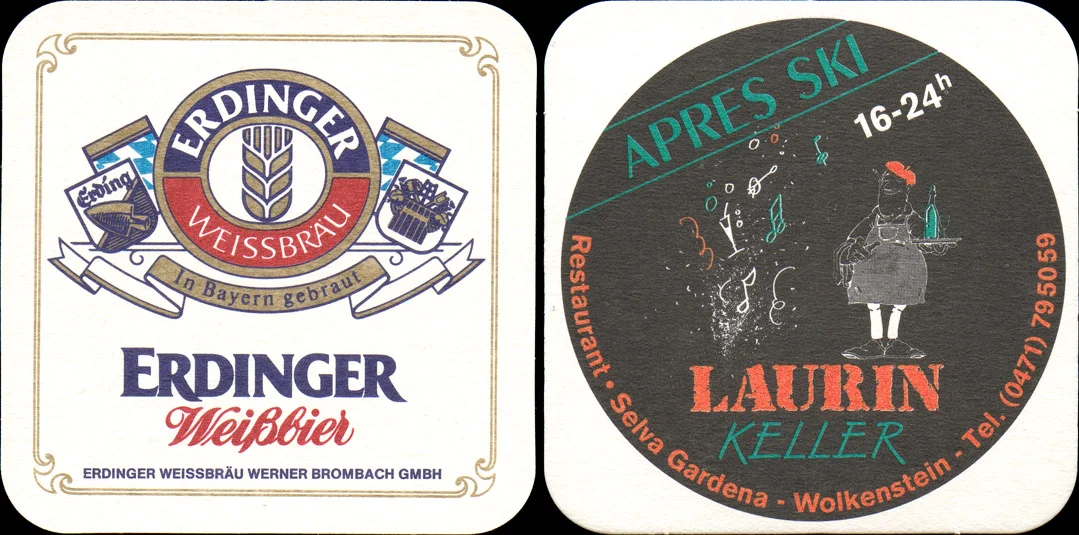 ERDINGER
WEISSBRÄU
Erding
In Bayern gebraut
ERDINGER
Weißbier
ERDINGER WEISSBRÄU WERNER BROMBACH GMBH
APRES SKI
16-24h
LAURIN
KELLER
Restaurant • Selva Gardena - Wolkenstein - Tel. (0471) 795059